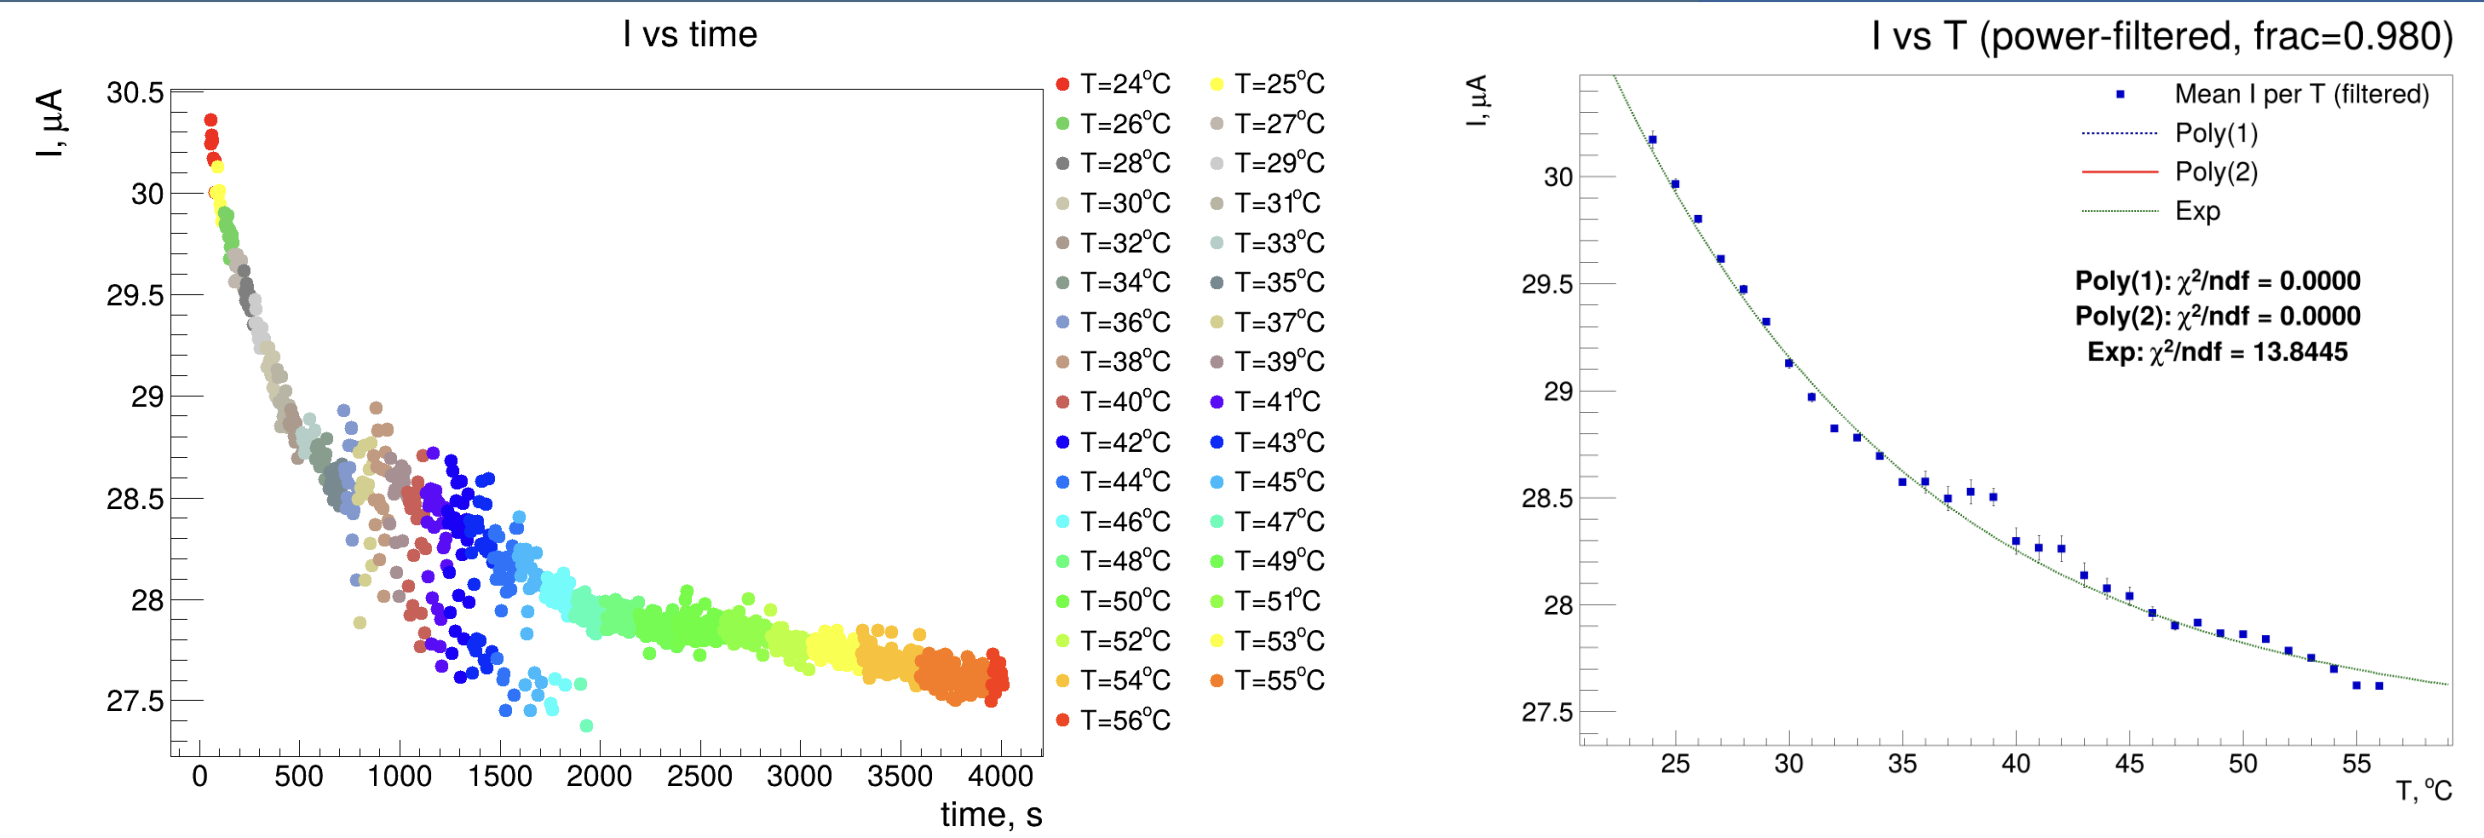 I vs time
I, μA
30.5
30
29.5
29
28.5
28
27.5
0 500 1000 1500 2000 2500 3000 3500 4000
time, s
T=24°C T=25°C
T=26°C T=27°C
T=28°C T=29°C
T=30°C T=31°C
T=32°C T=33°C
T=34°C T=35°C
T=36°C T=37°C
T=38°C T=39°C
T=40°C T=41°C
T=42°C T=43°C
T=44°C T=45°C
T=46°C T=47°C
T=48°C T=49°C
T=50°C T=51°C
T=52°C T=53°C
T=54°C T=55°C
T=56°C
I vs T (power-filtered, frac=0.980)
I, μA
30
29.5
29
28.5
28
27.5
Mean I per T (filtered)
Poly(1)
Poly(2)
Exp
Poly(1): χ²/ndf = 0.0000
Poly(2): χ²/ndf = 0.0000
Exp: χ²/ndf = 13.8445
25 30 35 40 45 50 55
T, °C